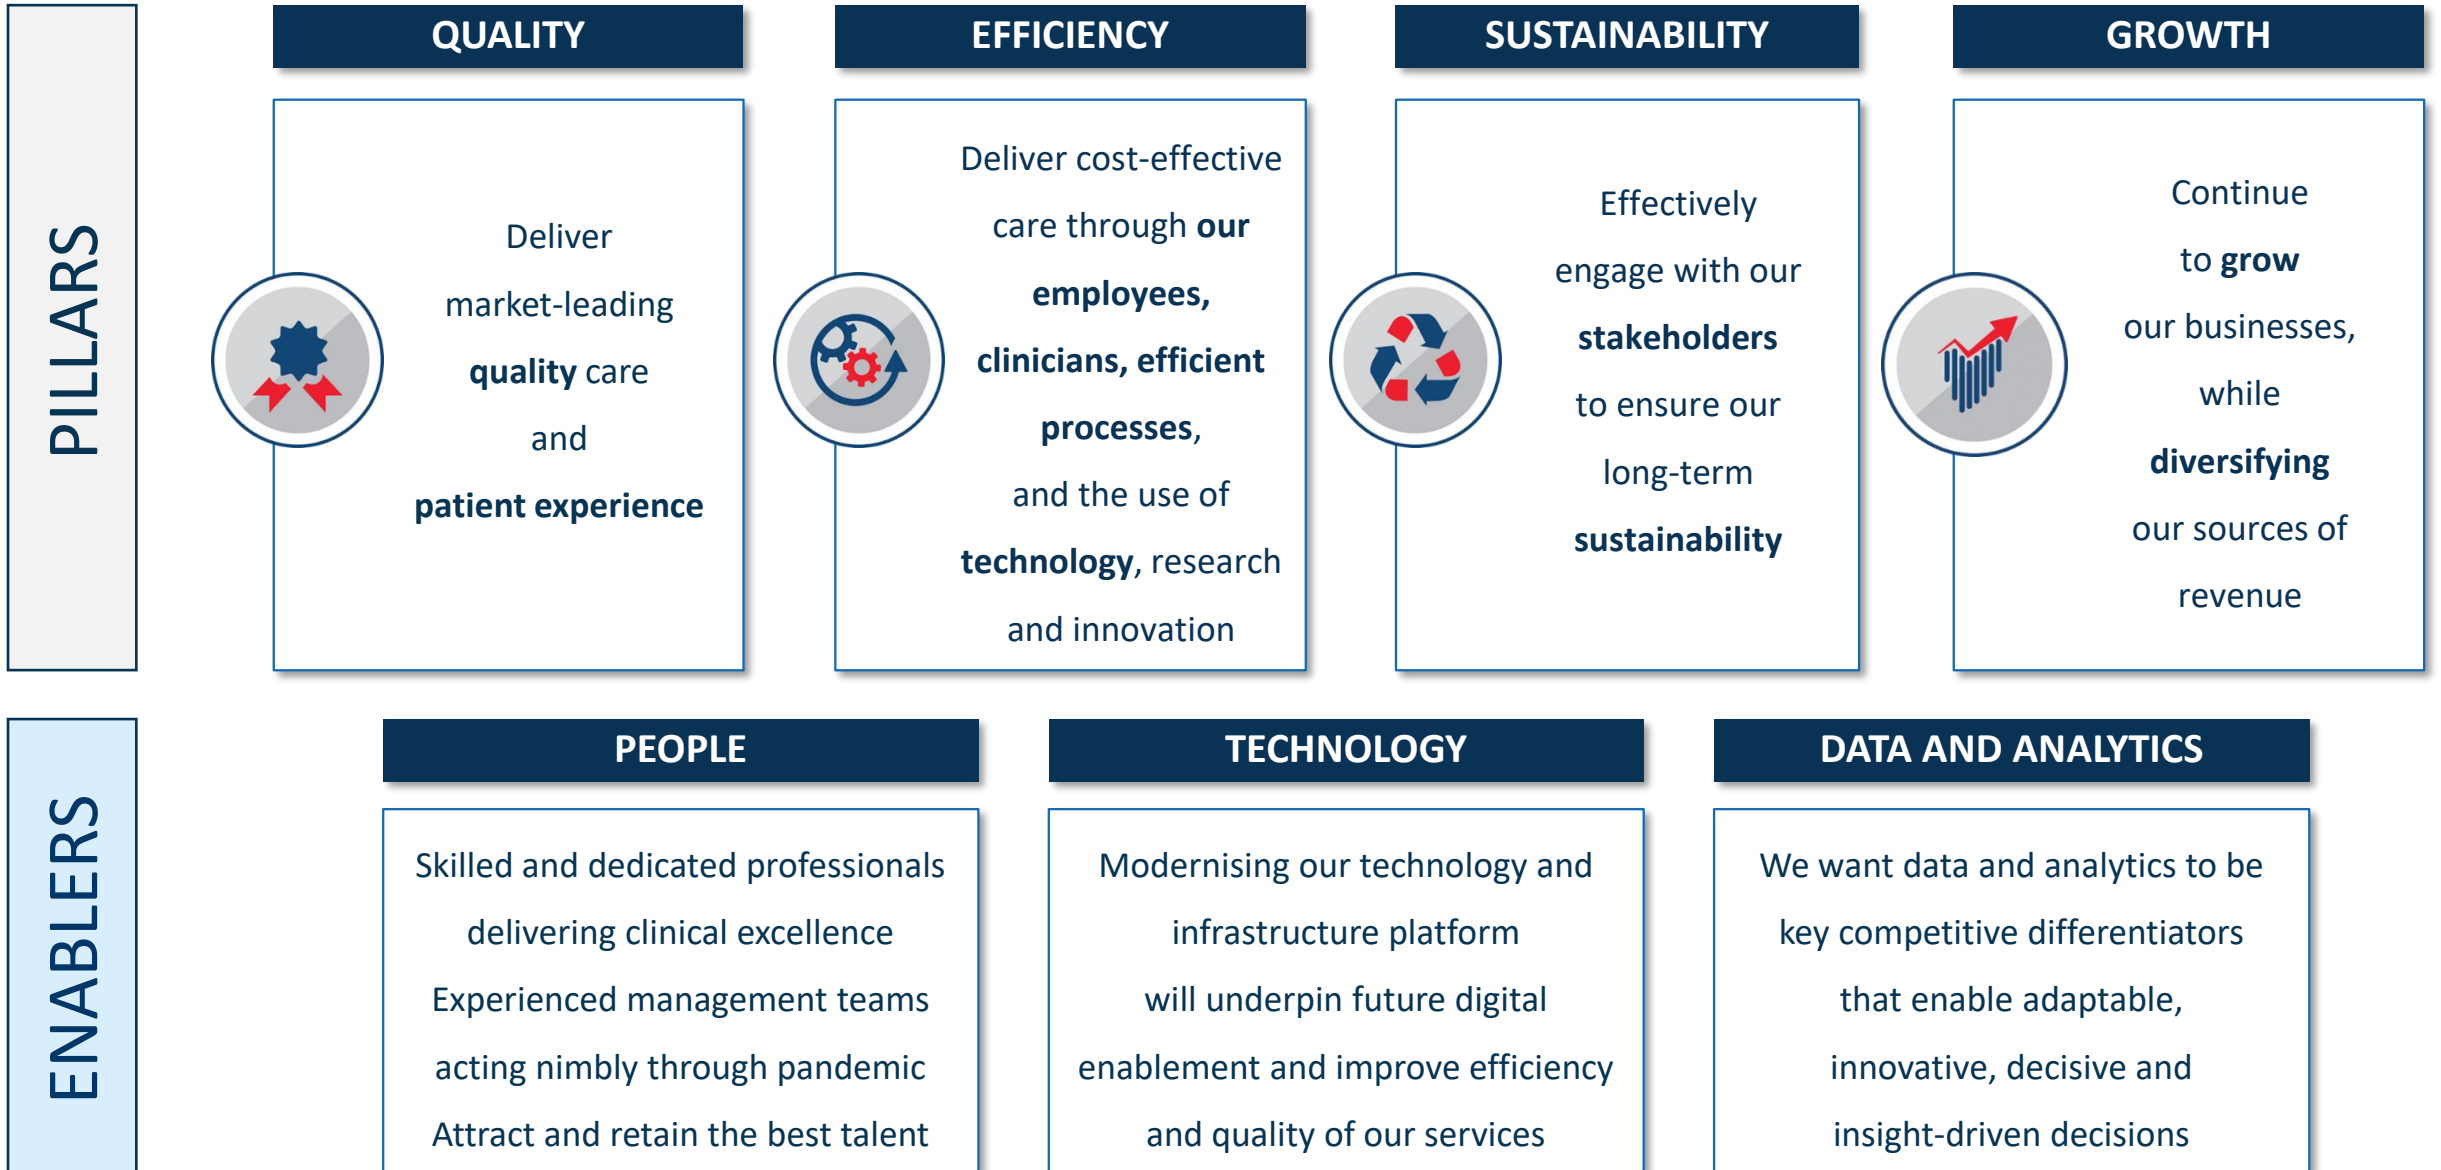 PILLARS
QUALITY
Deliver
market-leading
quality care
and
patient experience
EFFICIENCY
Deliver cost-effective
care through our
employees,
clinicians, efficient
processes,
and the use of
technology, research
and innovation
SUSTAINABILITY
Effectively
engage with our
stakeholders
to ensure our
long-term
sustainability
GROWTH
Continue
to grow
our businesses,
while
diversifying
our sources of
revenue
ENABLERS
PEOPLE
Skilled and dedicated professionals
delivering clinical excellence
Experienced management teams
acting nimbly through pandemic
Attract and retain the best talent
TECHNOLOGY
Modernising our technology and
infrastructure platform
will underpin future digital
enablement and improve efficiency
and quality of our services
DATA AND ANALYTICS
We want data and analytics to be
key competitive differentiators
that enable adaptable,
innovative, decisive and
insight-driven decisions